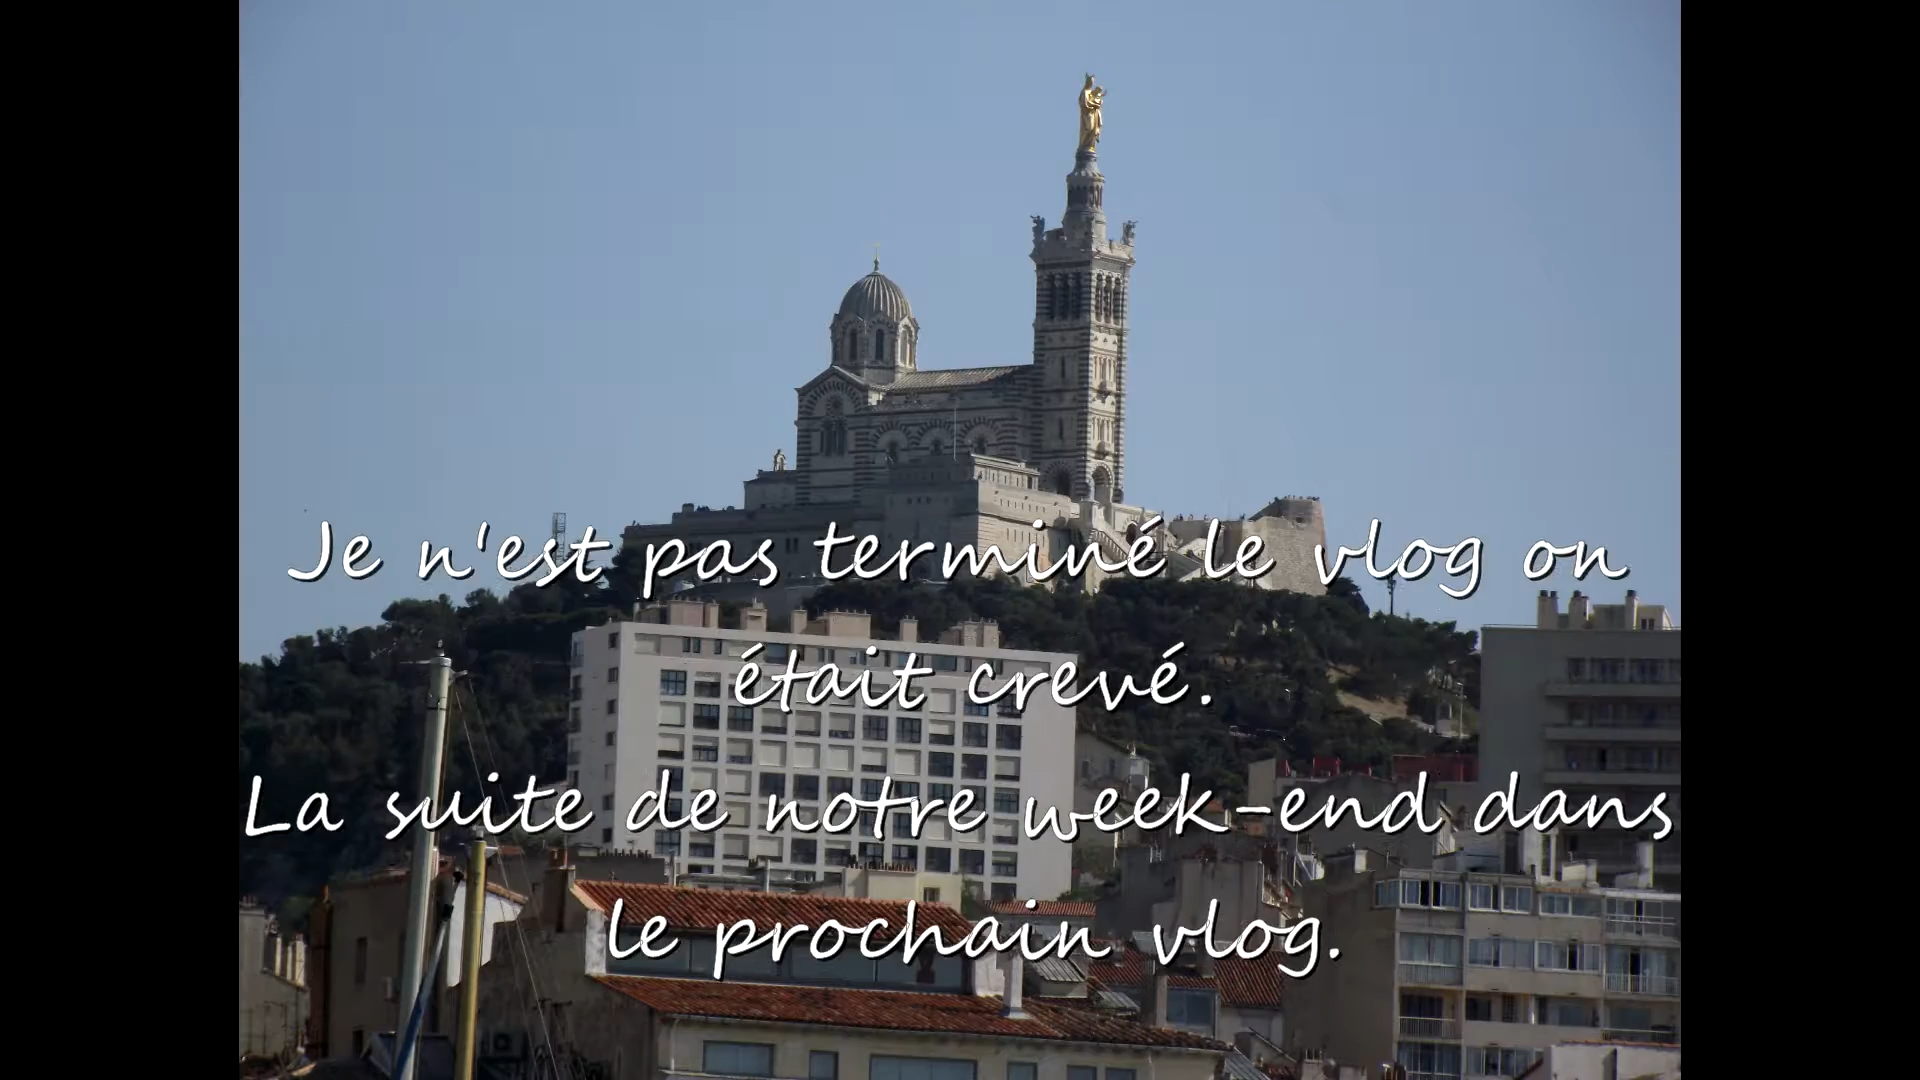 Je n'est pas terminé le vlog on
était crevé.
La suite de notre week-end dans
le prochain vlog.